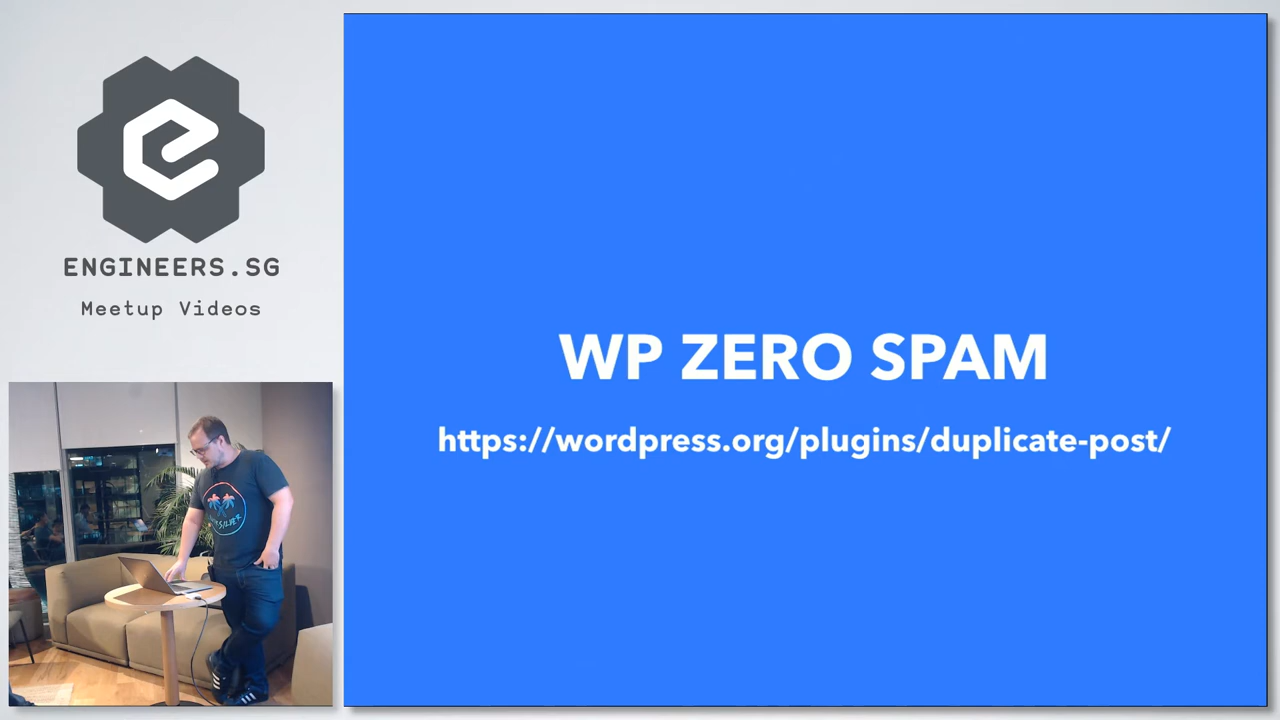 ENGINEERS.SG
Meetup Videos
WP ZERO SPAM
https://wordpress.org/plugins/duplicate-post/